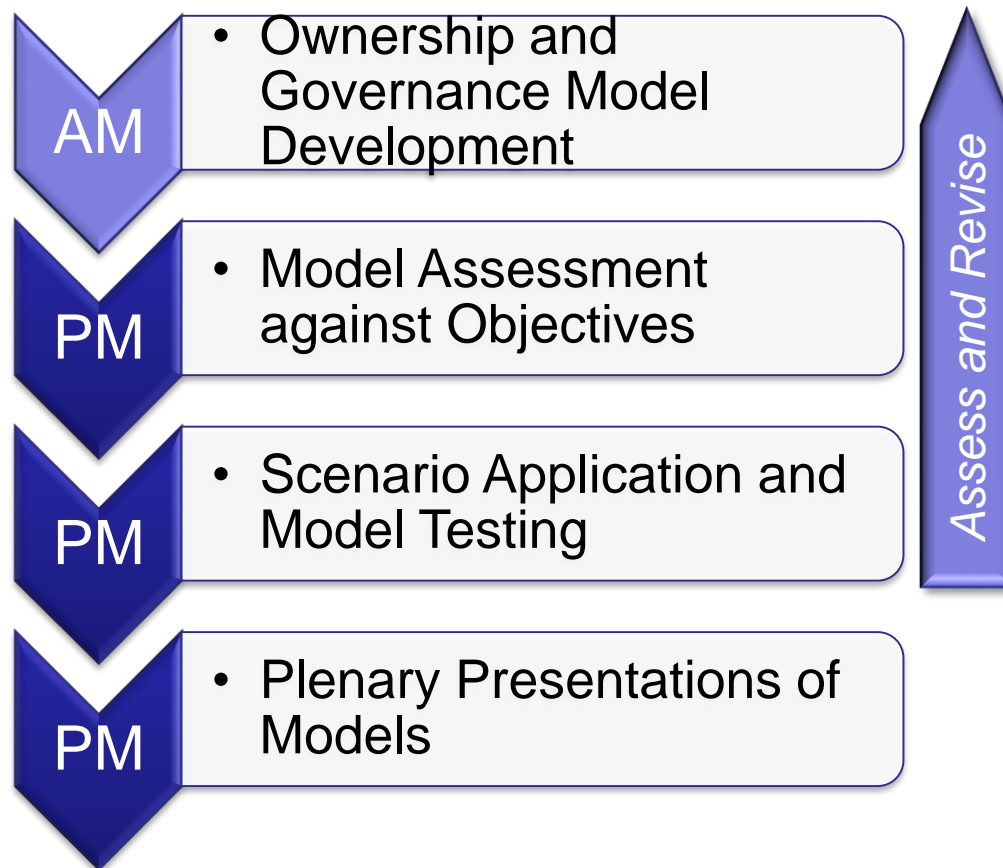 AM
• Ownership and
Governance Model
Development
PM
• Model Assessment
against Objectives
PM
• Scenario Application and
Model Testing
PM
• Plenary Presentations of
Models
Assess and Revise